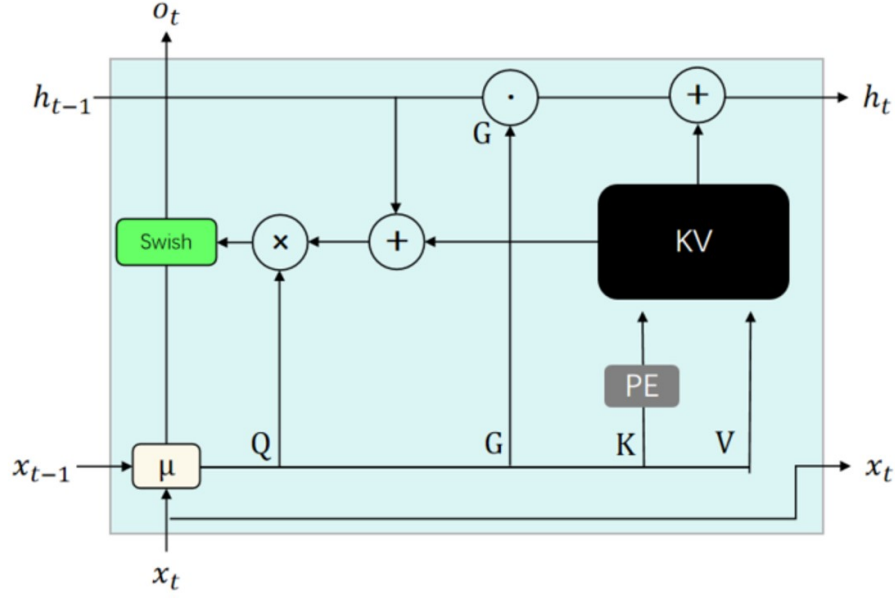 o_t
h_{t-1} · + h_t
G
Swish × + KV
PE
Q G K V
x_{t-1} μ x_t
x_t